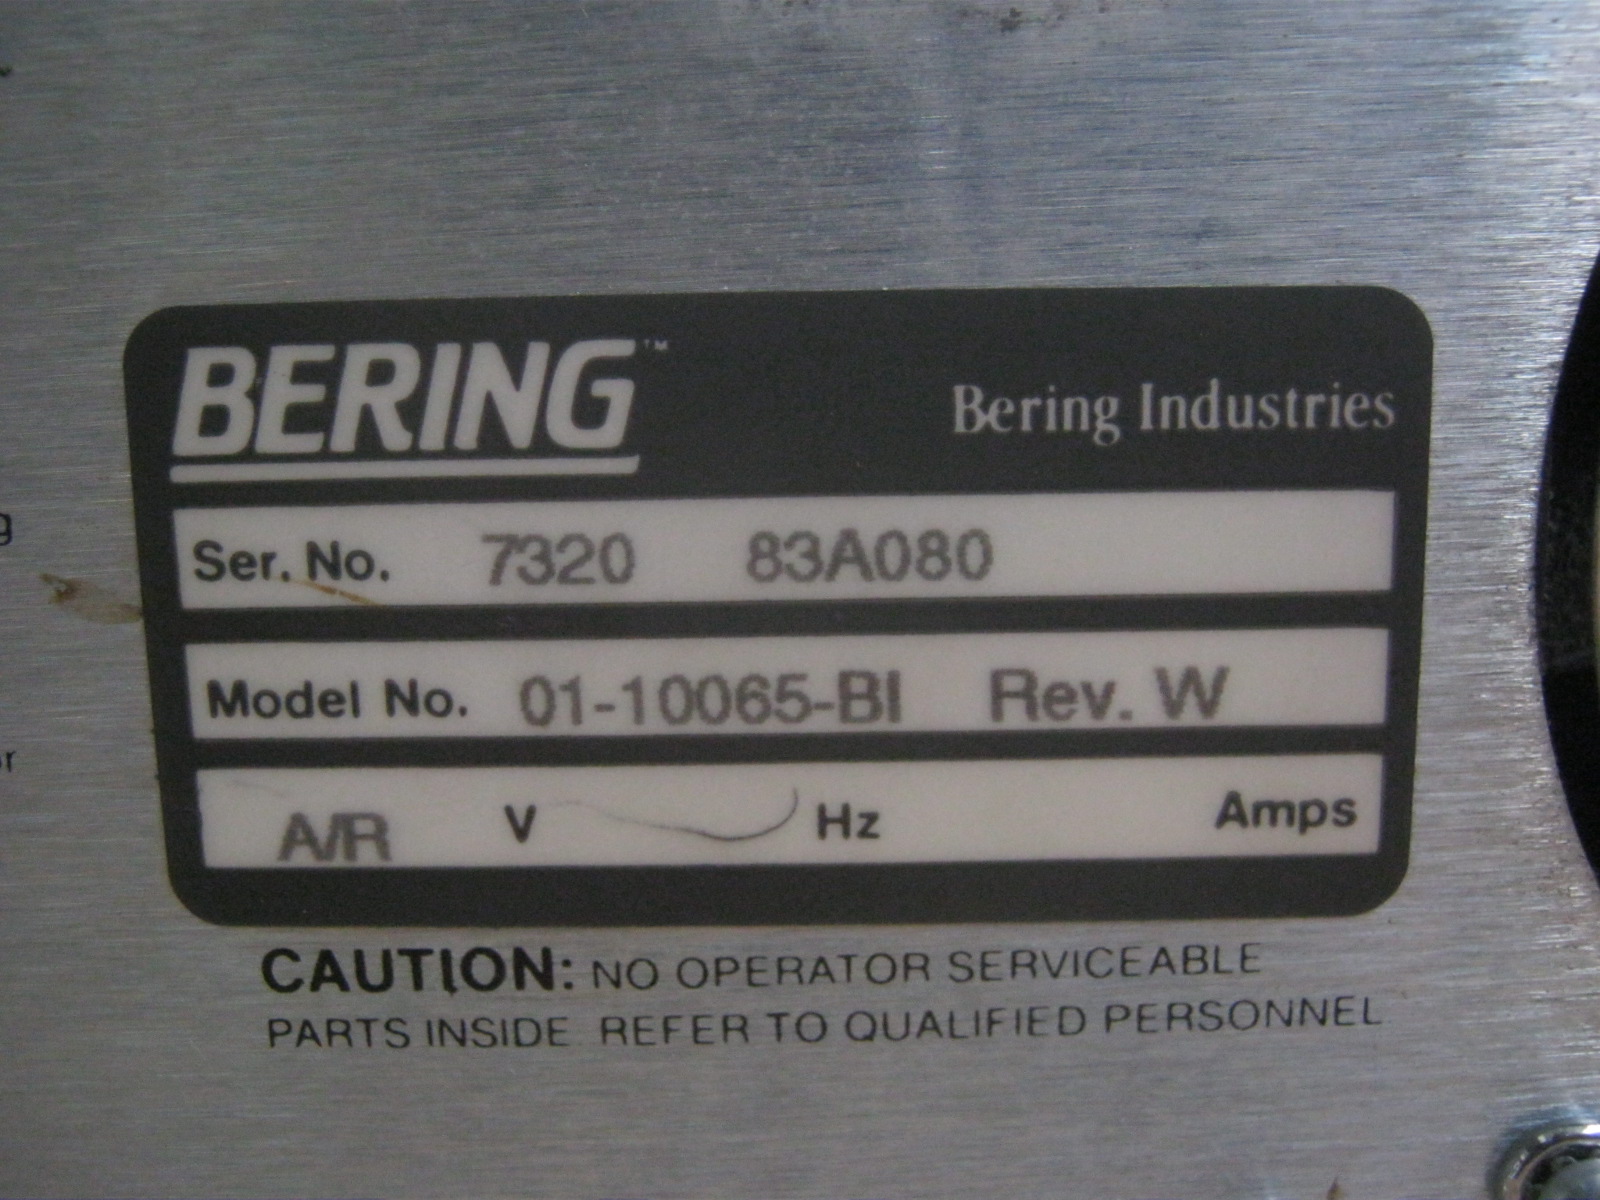 BERING™
Bering Industries
Ser. No. 7320 83A080
Model No. 01-10065-BI Rev. W
A/R V Hz Amps
CAUTION: NO OPERATOR SERVICEABLE
PARTS INSIDE. REFER TO QUALIFIED PERSONNEL